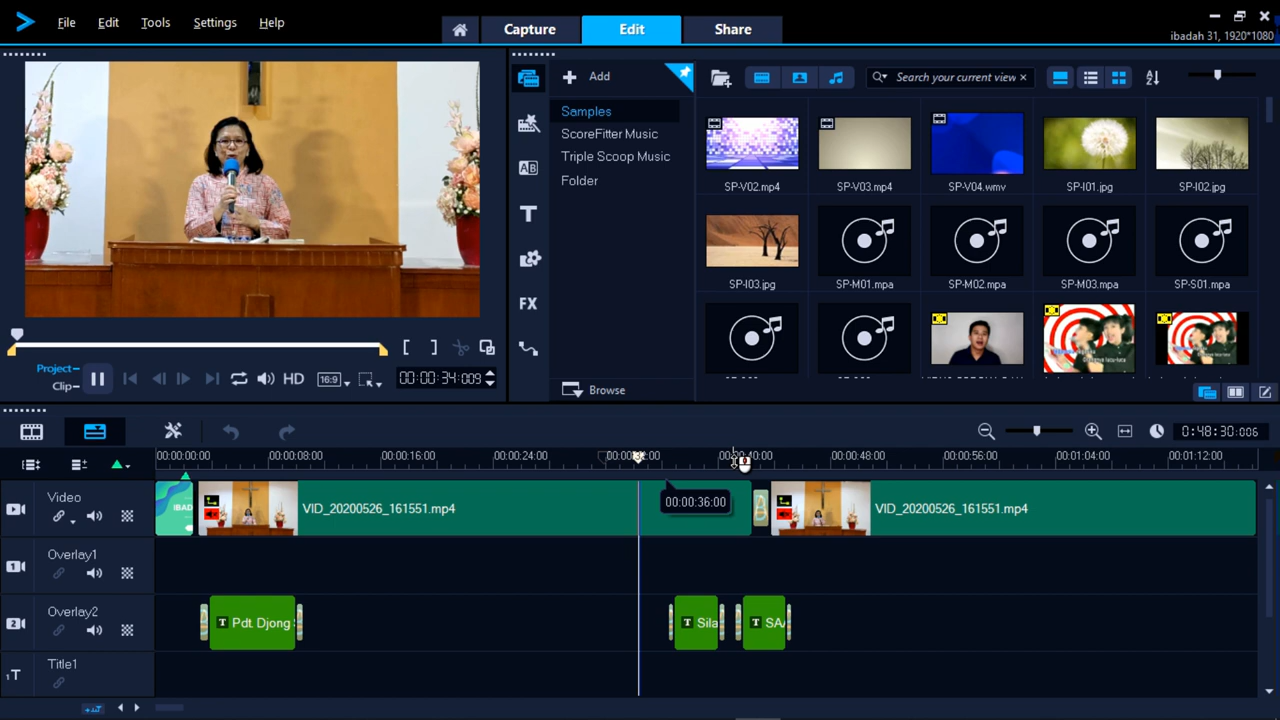 File Edit Tools Settings Help
Capture Edit Share
ibadah 31, 1920*1080
Add
Search your current view
Samples
ScoreFitter Music
Triple Scoop Music
Folder
SP-V02.mp4 SP-V03.mp4 SP-V04.wmv SP-I01.jpg SP-I02.jpg
SP-I03.jpg SP-M01.mpa SP-M02.mpa SP-M03.mpa SP-S01.mpa
Browse
AB
T
FX
Project
Clip
HD 16:9 00:00:34:009
0:48:30:006
00:00:00:00 00:00:08:00 00:00:16:00 00:00:24:00 00:01:04:00 00:01:12:00
00:00:48:00 00:00:56:00
Video
IBAD
VID_20200526_161551.mp4 VID_20200526_161551.mp4
00:00:36:00
Overlay1
Overlay2
T Pdt. Djong T Sila T SA
Title1